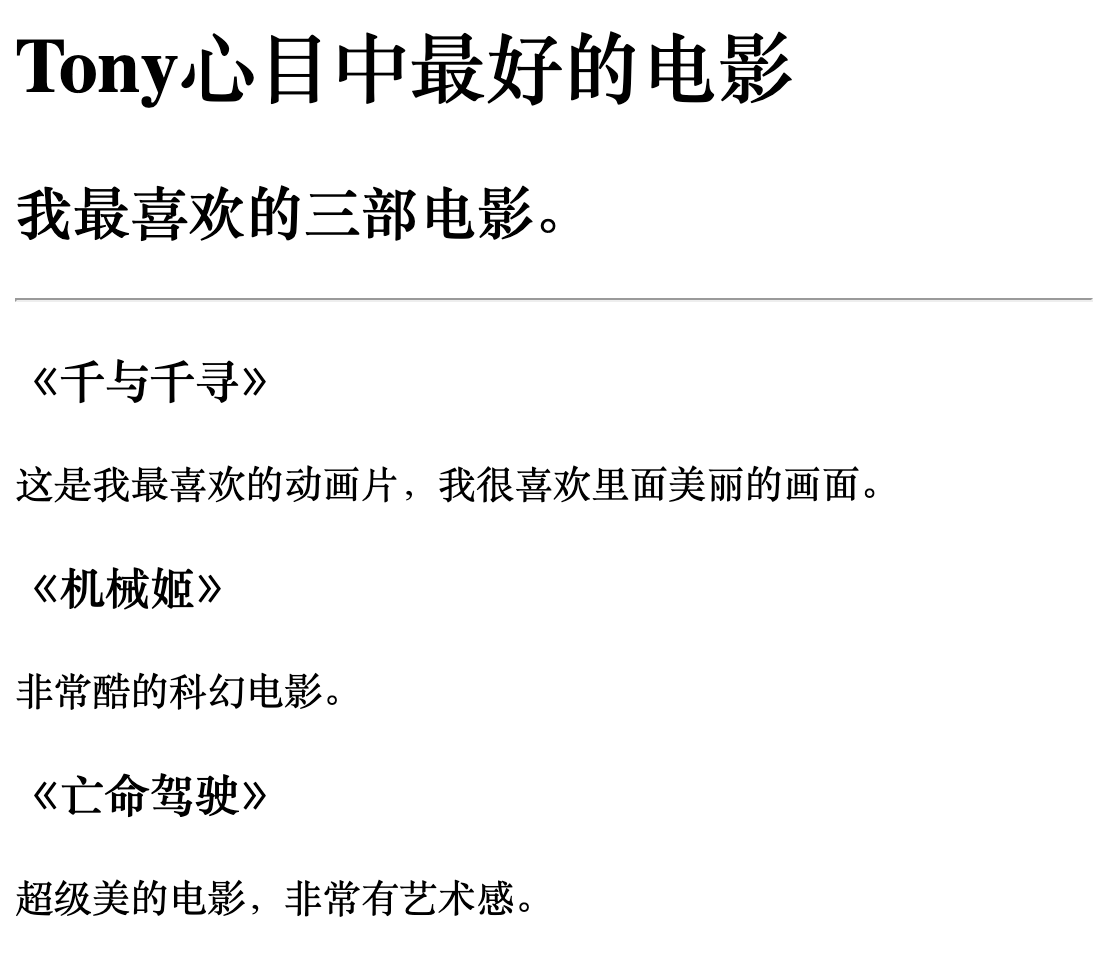 Tony心目中最好的电影
我最喜欢的三部电影。
《千与千寻》
这是我最喜欢的动画片，我很喜欢里面美丽的画面。
《机械姬》
非常酷的科幻电影。
《亡命驾驶》
超级美的电影，非常有艺术感。